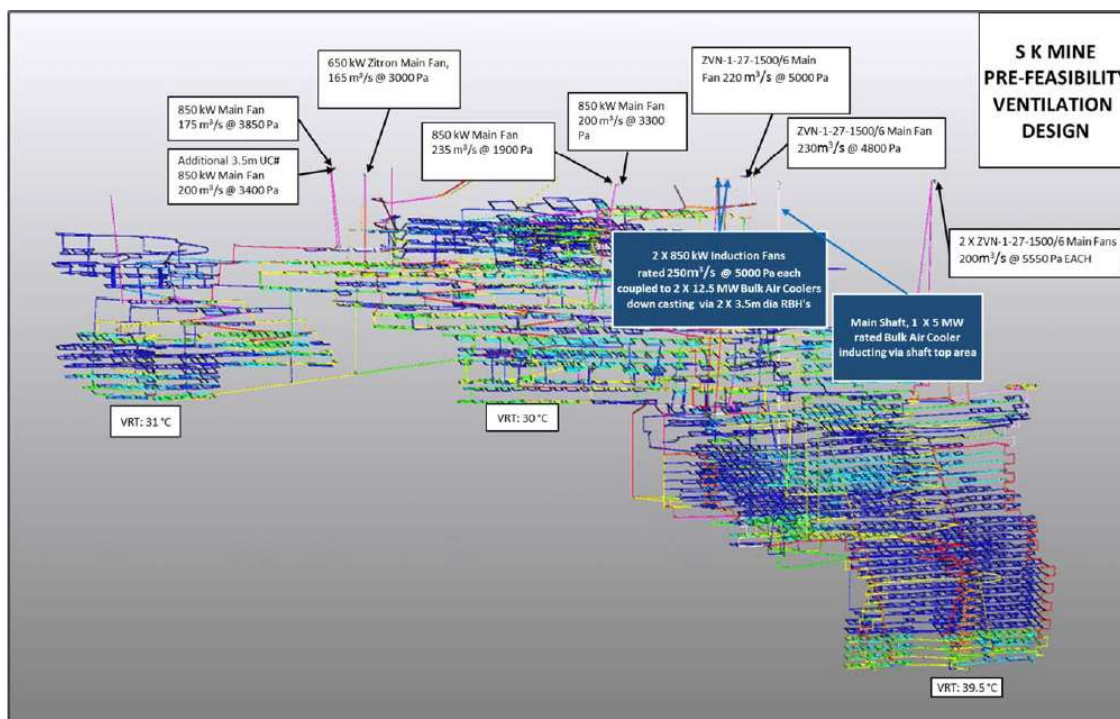 S K MINE
PRE-FEASIBILITY
VENTILATION
DESIGN
650 kW Zitron Main Fan,
165 m³/s @ 3000 Pa
ZVN-1-27-1500/6 Main
Fan 220 m³/s @ 5000 Pa
850 kW Main Fan
175 m³/s @ 3850 Pa
850 kW Main Fan
200 m³/s @ 3300
Pa
850 kW Main Fan
235 m³/s @ 1900 Pa
ZVN-1-27-1500/6 Main Fan
230m³/s @ 4800 Pa
Additional 3.5m UC#
850 kW Main Fan
200 m³/s @ 3400 Pa
2 X 850 kW Induction Fans
rated 250m³/s @ 5000 Pa each
coupled to 2 X 12.5 MW Bulk Air Coolers
down casting via 2 X 3.5m dia RBH's
2 X ZVN-1-27-1500/6 Main Fans
200m³/s @ 5550 Pa EACH
Main Shaft, 1 X 5 MW
rated Bulk Air Cooler
inducting via shaft top area
VRT: 31 °C
VRT: 30 °C
VRT: 39.5 °C